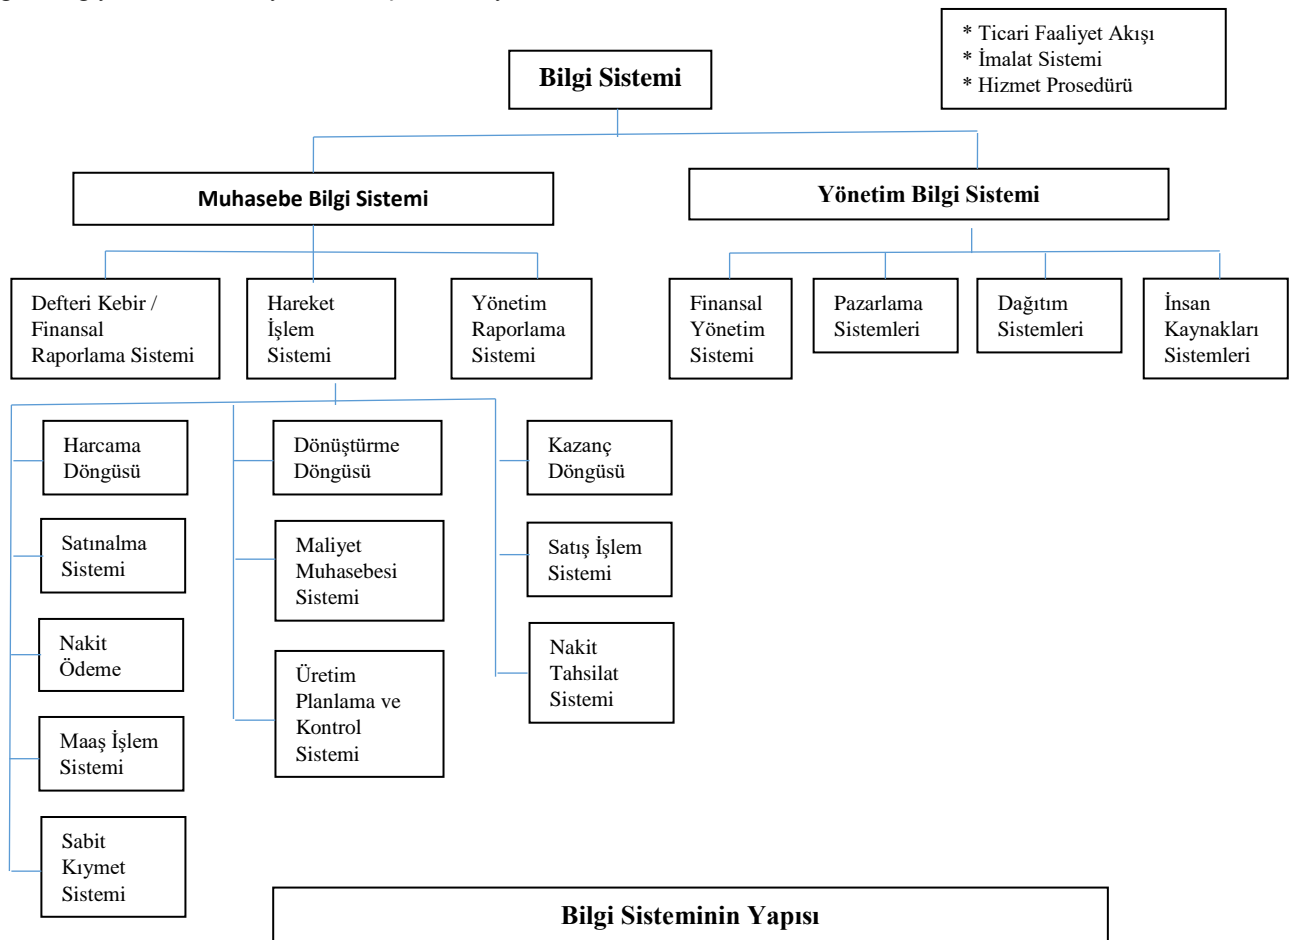 * Ticari Faaliyet Akışı
* İmalat Sistemi
* Hizmet Prosedürü
Bilgi Sistemi
Muhasebe Bilgi Sistemi
Yönetim Bilgi Sistemi
Defteri Kebir /
Finansal
Raporlama Sistemi
Hareket
İşlem
Sistemi
Yönetim
Raporlama
Sistemi
Finansal
Yönetim
Sistemi
Pazarlama
Sistemleri
Dağıtım
Sistemleri
İnsan
Kaynakları
Sistemleri
Harcama
Döngüsü
Dönüştürme
Döngüsü
Kazanç
Döngüsü
Satınalma
Sistemi
Maliyet
Muhasebesi
Sistemi
Satış İşlem
Sistemi
Nakit
Ödeme
Üretim
Planlama ve
Kontrol
Sistemi
Nakit
Tahsilat
Sistemi
Maaş İşlem
Sistemi
Sabit
Kıymet
Sistemi
Bilgi Sisteminin Yapısı